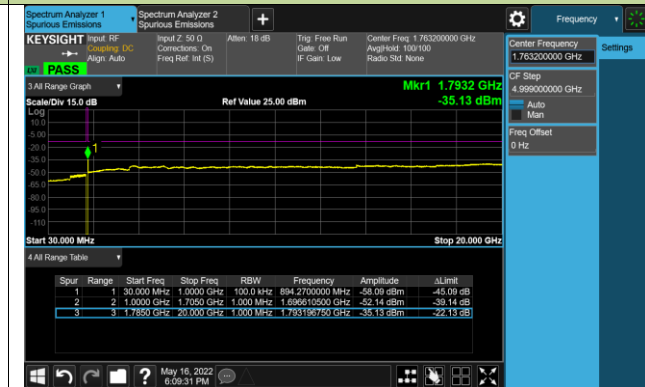 Spectrum Analyzer 1
Spurious Emissions
Spectrum Analyzer 2
Spurious Emissions
+
Frequency
KEYSIGHT
Input: RF
Coupling: DC
Align: Auto
Input Z: 50 Ω
Corrections: On
Freq Ref: Int (S)
Atten: 18 dB
Trig: Free Run
Gate: Off
IF Gain: Low
Center Freq: 1.763200000 GHz
Avg|Hold: 100/100
Radio Std: None
PASS
3 All Range Graph
Mkr1 1.7932 GHz
-35.13 dBm
Scale/Div 15.0 dB
Ref Value 25.00 dBm
Log
10.0
-5.00
-20.0
-35.0
-50.0
-65.0
-80.0
-95.0
-110
1
Start 30.000 MHz
Stop 20.000 GHz
4 All Range Table
Spur Range Start Freq Stop Freq RBW Frequency Amplitude ΔLimit
1 1 30.000 MHz 1.0000 GHz 100.0 kHz 894.2700000 MHz -58.09 dBm -45.09 dB
2 2 1.0000 GHz 1.7050 GHz 1.000 MHz 1.696610500 GHz -52.14 dBm -39.14 dB
3 3 1.7850 GHz 20.000 GHz 1.000 MHz 1.793196750 GHz -35.13 dBm -22.13 dB
Center Frequency
1.763200000 GHz
Settings
CF Step
4.999000000 GHz
Auto
Man
Freq Offset
0 Hz
?
May 16, 2022
6:09:31 PM